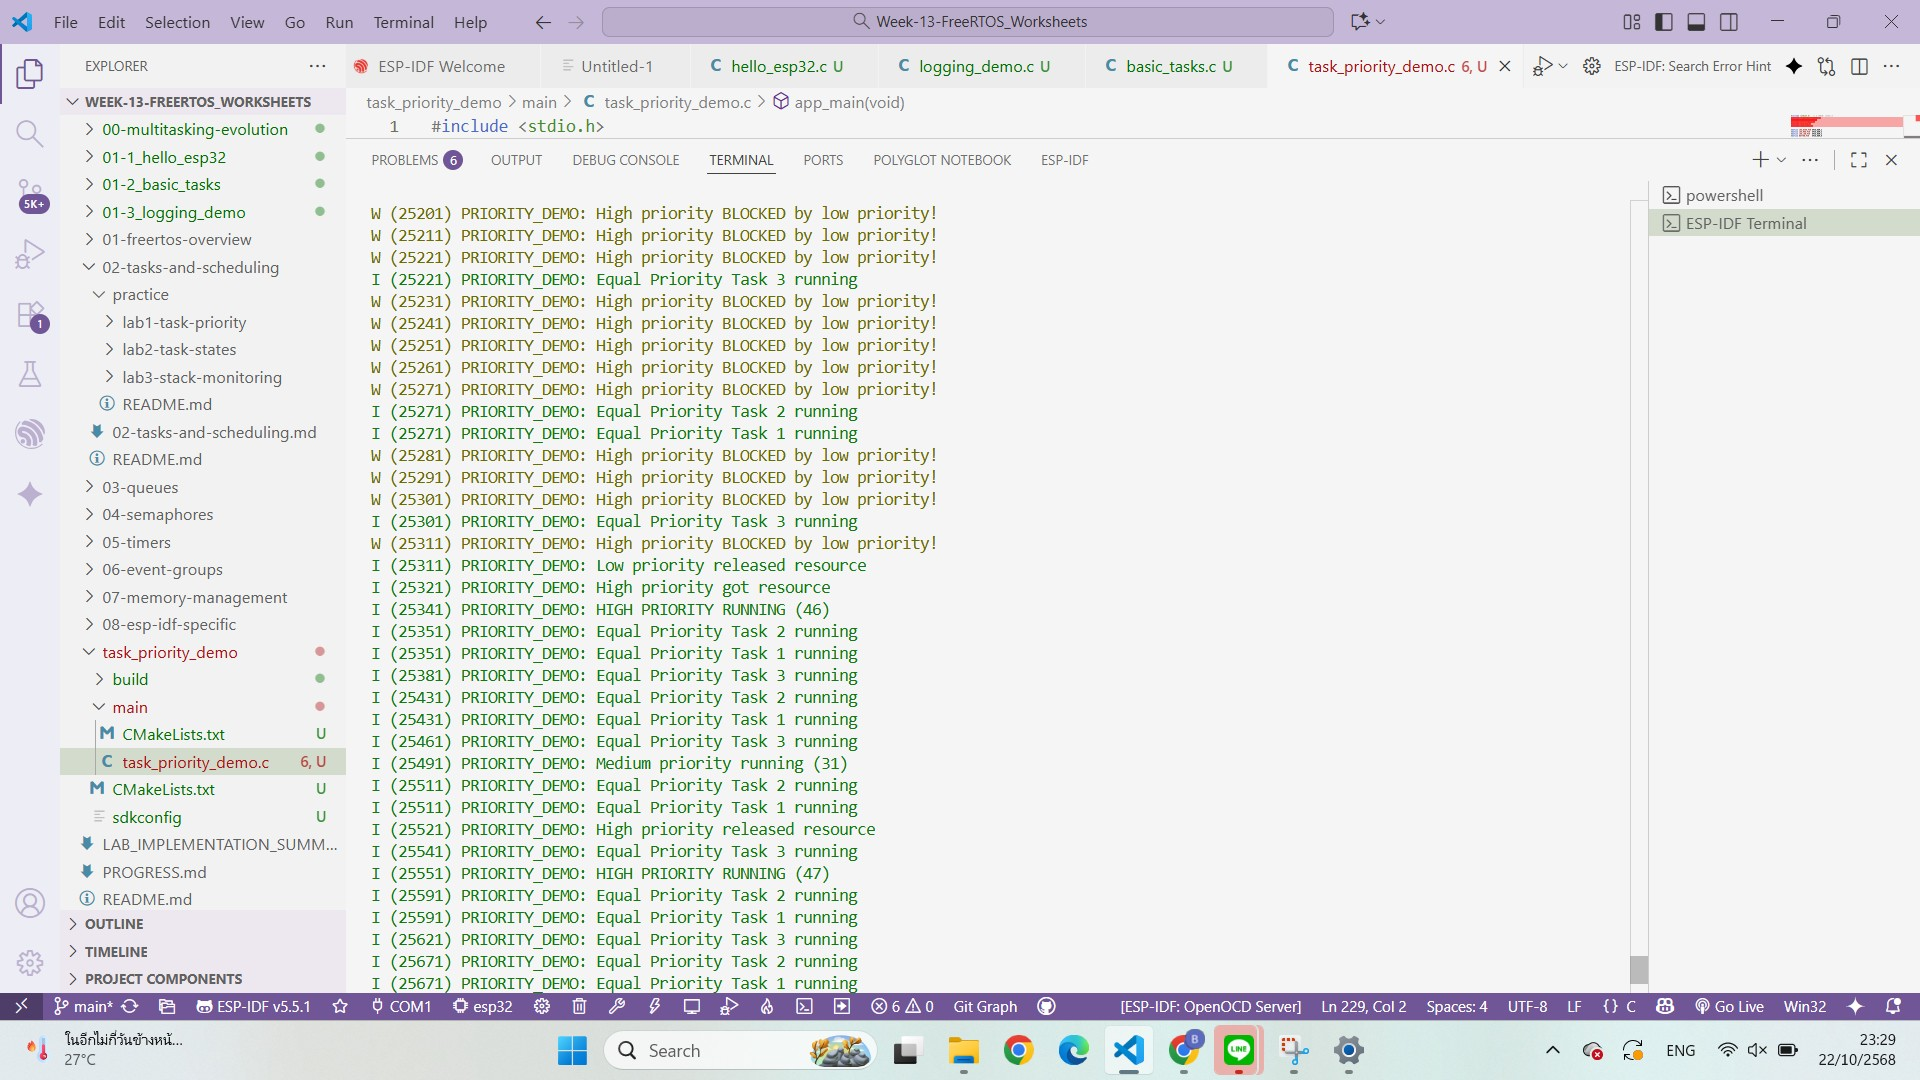 File Edit Selection View Go Run Terminal Help
Week-13-FreeRTOS_Worksheets
EXPLORER
ESP-IDF Welcome
Untitled-1
C hello_esp32.c U
C logging_demo.c U
C basic_tasks.c U
C task_priority_demo.c 6, U
ESP-IDF: Search Error Hint
WEEK-13-FREERTOS_WORKSHEETS
00-multitasking-evolution
01-1_hello_esp32
01-2_basic_tasks
01-3_logging_demo
01-freertos-overview
02-tasks-and-scheduling
practice
lab1-task-priority
lab2-task-states
lab3-stack-monitoring
README.md
02-tasks-and-scheduling.md
README.md
03-queues
04-semaphores
05-timers
06-event-groups
07-memory-management
08-esp-idf-specific
task_priority_demo
build
main
M CMakeLists.txt U
C task_priority_demo.c 6, U
M CMakeLists.txt U
sdkconfig U
LAB_IMPLEMENTATION_SUMM...
PROGRESS.md
README.md
OUTLINE
TIMELINE
PROJECT COMPONENTS
5K+
1
task_priority_demo > main > C task_priority_demo.c > app_main(void)
1 #include <stdio.h>
PROBLEMS 6 OUTPUT DEBUG CONSOLE TERMINAL PORTS POLYGLOT NOTEBOOK ESP-IDF
powershell
ESP-IDF Terminal
W (25201) PRIORITY_DEMO: High priority BLOCKED by low priority!
W (25211) PRIORITY_DEMO: High priority BLOCKED by low priority!
W (25221) PRIORITY_DEMO: High priority BLOCKED by low priority!
I (25221) PRIORITY_DEMO: Equal Priority Task 3 running
W (25231) PRIORITY_DEMO: High priority BLOCKED by low priority!
W (25241) PRIORITY_DEMO: High priority BLOCKED by low priority!
W (25251) PRIORITY_DEMO: High priority BLOCKED by low priority!
W (25261) PRIORITY_DEMO: High priority BLOCKED by low priority!
W (25271) PRIORITY_DEMO: High priority BLOCKED by low priority!
I (25271) PRIORITY_DEMO: Equal Priority Task 2 running
I (25271) PRIORITY_DEMO: Equal Priority Task 1 running
W (25281) PRIORITY_DEMO: High priority BLOCKED by low priority!
W (25291) PRIORITY_DEMO: High priority BLOCKED by low priority!
W (25301) PRIORITY_DEMO: High priority BLOCKED by low priority!
I (25301) PRIORITY_DEMO: Equal Priority Task 3 running
W (25311) PRIORITY_DEMO: High priority BLOCKED by low priority!
I (25311) PRIORITY_DEMO: Low priority released resource
I (25321) PRIORITY_DEMO: High priority got resource
I (25341) PRIORITY_DEMO: HIGH PRIORITY RUNNING (46)
I (25351) PRIORITY_DEMO: Equal Priority Task 2 running
I (25351) PRIORITY_DEMO: Equal Priority Task 1 running
I (25381) PRIORITY_DEMO: Equal Priority Task 3 running
I (25431) PRIORITY_DEMO: Equal Priority Task 2 running
I (25431) PRIORITY_DEMO: Equal Priority Task 1 running
I (25461) PRIORITY_DEMO: Equal Priority Task 3 running
I (25491) PRIORITY_DEMO: Medium priority running (31)
I (25511) PRIORITY_DEMO: Equal Priority Task 2 running
I (25511) PRIORITY_DEMO: Equal Priority Task 1 running
I (25521) PRIORITY_DEMO: High priority released resource
I (25541) PRIORITY_DEMO: Equal Priority Task 3 running
I (25551) PRIORITY_DEMO: HIGH PRIORITY RUNNING (47)
I (25591) PRIORITY_DEMO: Equal Priority Task 2 running
I (25591) PRIORITY_DEMO: Equal Priority Task 1 running
I (25621) PRIORITY_DEMO: Equal Priority Task 3 running
I (25671) PRIORITY_DEMO: Equal Priority Task 2 running
I (25671) PRIORITY_DEMO: Equal Priority Task 1 running
main* ESP-IDF v5.5.1 COM1 esp32 6 0 Git Graph [ESP-IDF: OpenOCD Server] Ln 229, Col 2 Spaces: 4 UTF-8 LF {} C Go Live Win32
ในอีกไม่กี่วันข้างหน้...
27°C
Search
B
LINE
ENG
23:29
22/10/2568